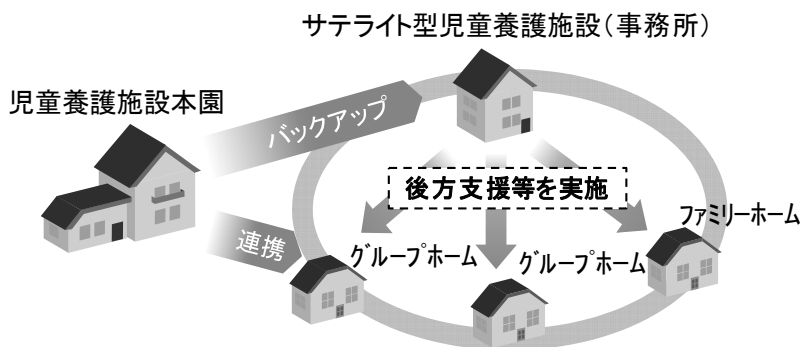 サテライト型児童養護施設（事務所）
児童養護施設本園
バックアップ
後方支援等を実施
連携
グループホーム
グループホーム
ファミリーホーム